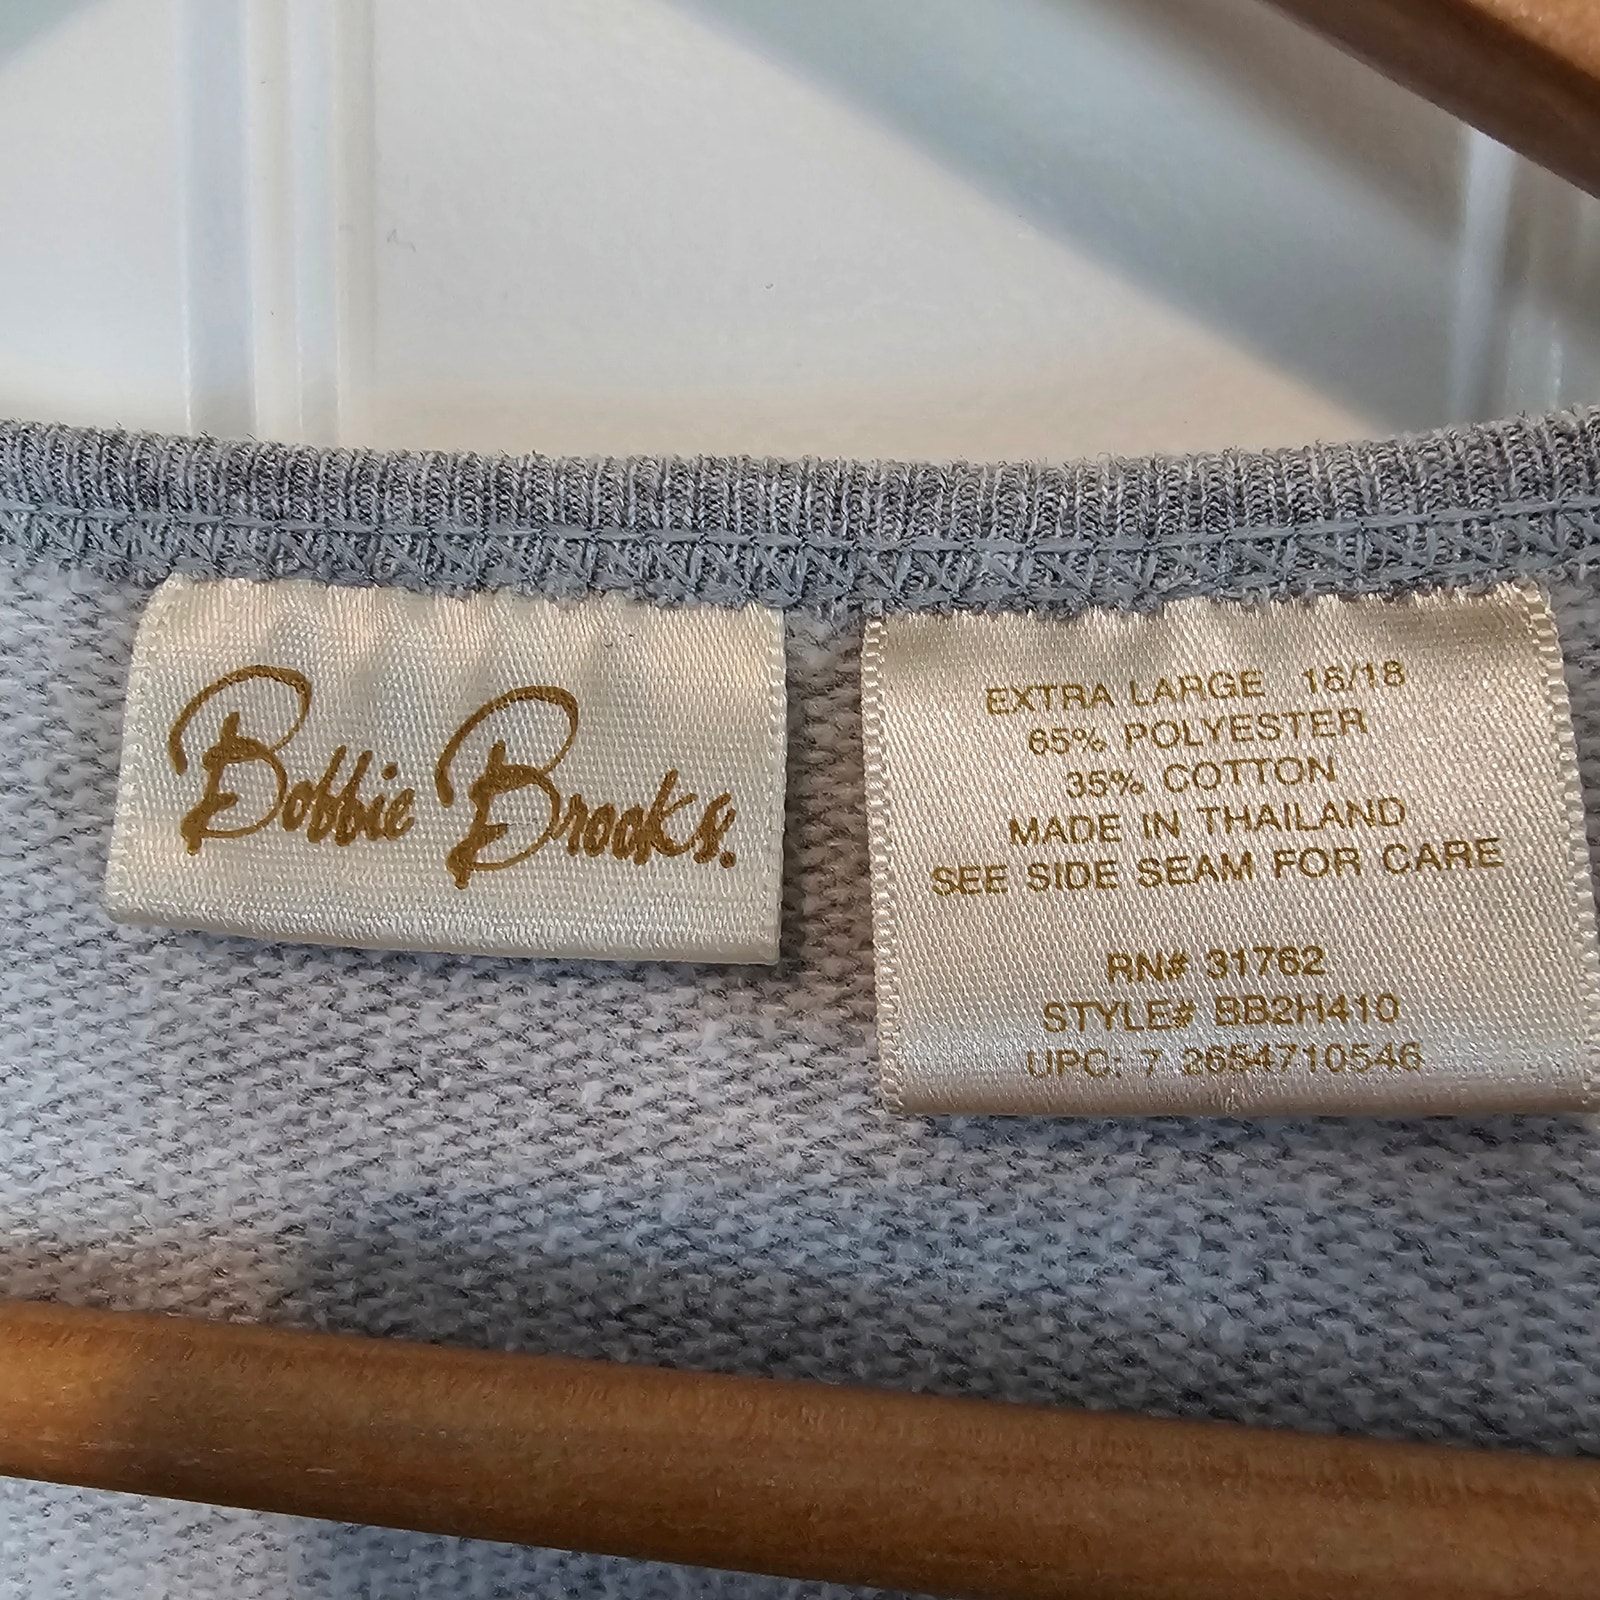 Bobbie Brooks.
EXTRA LARGE 16/18
65% POLYESTER
35% COTTON
MADE IN THAILAND
SEE SIDE SEAM FOR CARE
RN# 31762
STYLE# BB2H410
UPC: 7 2654710546